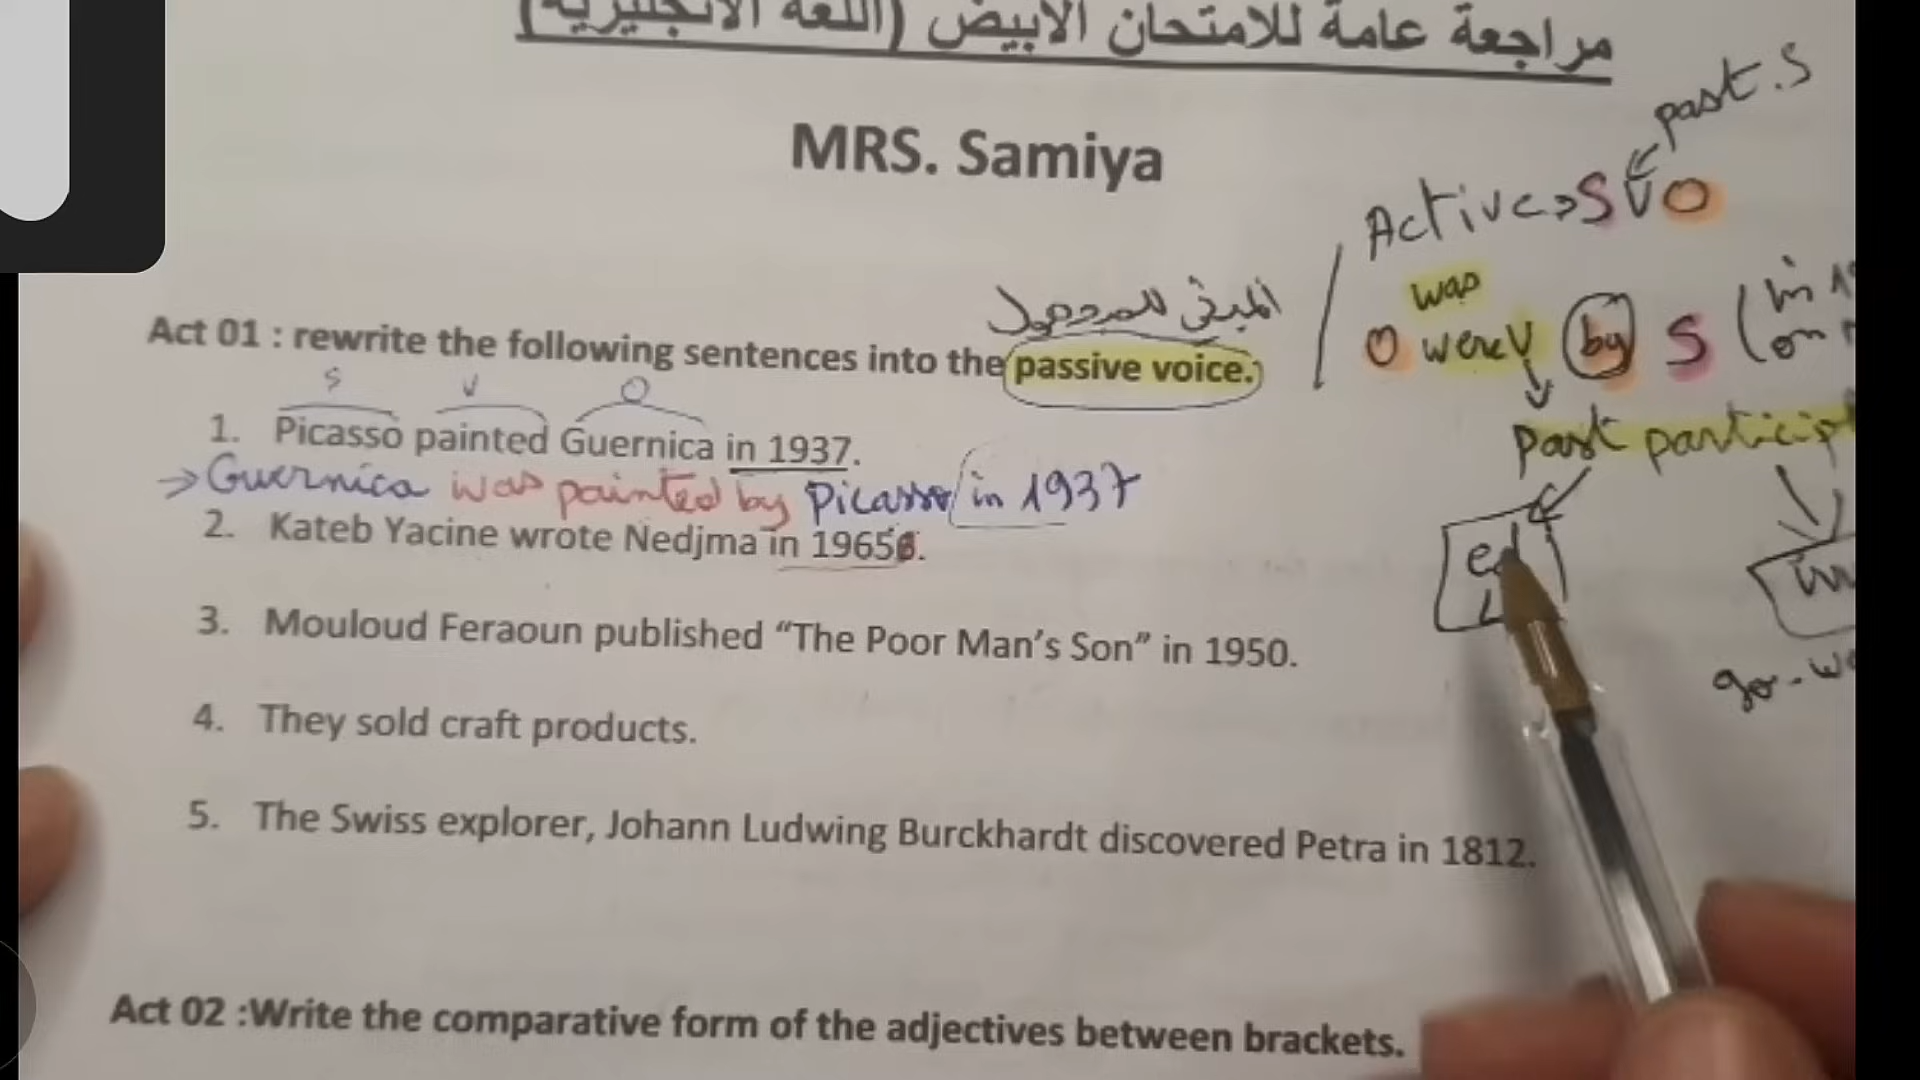 مراجعة عامة للامتحان الابيض (اللغة الانجليزية)
MRS. Samiya
past.S
Active > S V O
was
O were V by S (in
on
past particip
ed
go - 
المبني للمجهول
Act 01 : rewrite the following sentences into the passive voice.
S V O
1. Picasso painted Guernica in 1937.
→ Guernica was painted by Picasso / in 1937
2. Kateb Yacine wrote Nedjma in 1956.
3. Mouloud Feraoun published “The Poor Man’s Son” in 1950.
4. They sold craft products.
5. The Swiss explorer, Johann Ludwing Burckhardt discovered Petra in 1812.
Act 02 :Write the comparative form of the adjectives between brackets.